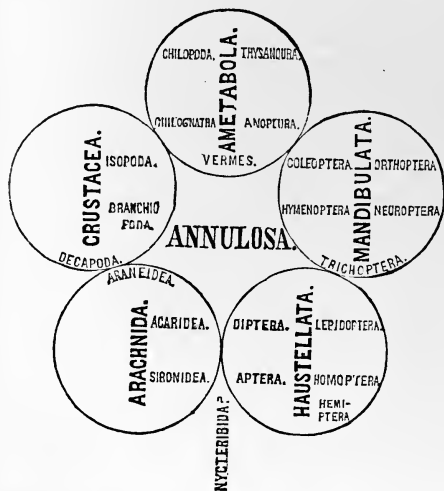 CHILOPODA. THYSANOURA.
AMETABOLA.
CHILOGNATHA ANOPLURA.
VERMES.
CRUSTACEA.
ISOPODA.
BRANCHIO
PODA.
DECAPODA.
ANNULOSA.
COLEOPTERA ORTHOPTERA
MANDIBULATA.
HYMENOPTERA NEUROPTERA
TRICHOPTERA.
ARANEIDEA.
ARACHNIDA.
ACARIDEA.
SIRONIDEA.
DIPTERA. LEPIDOPTERA.
HAUSTELLATA.
APTERA. HOMOPTERA
HEMI-
PTERA
NYCTERIBIDA?